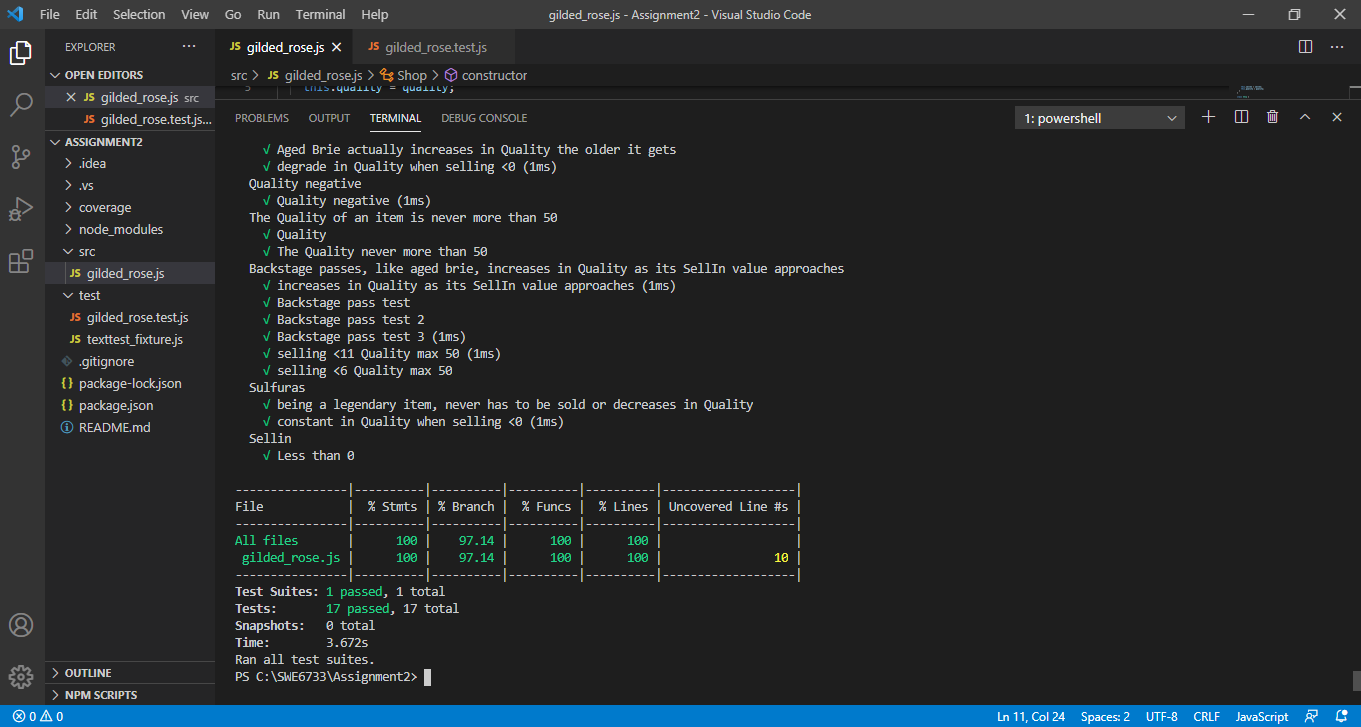 File Edit Selection View Go Run Terminal Help gilded_rose.js - Assignment2 - Visual Studio Code
EXPLORER
OPEN EDITORS
JS gilded_rose.js src
JS gilded_rose.test.js...
ASSIGNMENT2
.idea
.vs
coverage
node_modules
src
JS gilded_rose.js
test
JS gilded_rose.test.js
JS texttest_fixture.js
.gitignore
{} package-lock.json
{} package.json
README.md
OUTLINE
NPM SCRIPTS
JS gilded_rose.js JS gilded_rose.test.js
src > JS gilded_rose.js > Shop > constructor
5 this.quality = quality;
PROBLEMS OUTPUT TERMINAL DEBUG CONSOLE 1: powershell
√ Aged Brie actually increases in Quality the older it gets
√ degrade in Quality when selling <0 (1ms)
Quality negative
√ Quality negative (1ms)
The Quality of an item is never more than 50
√ Quality
√ The Quality never more than 50
Backstage passes, like aged brie, increases in Quality as its SellIn value approaches
√ increases in Quality as its SellIn value approaches (1ms)
√ Backstage pass test
√ Backstage pass test 2
√ Backstage pass test 3 (1ms)
√ selling <11 Quality max 50 (1ms)
√ selling <6 Quality max 50
Sulfuras
√ being a legendary item, never has to be sold or decreases in Quality
√ constant in Quality when selling <0 (1ms)
Sellin
√ Less than 0
----------------|----------|----------|----------|----------|-------------------|
File | % Stmts | % Branch | % Funcs | % Lines | Uncovered Line #s |
----------------|----------|----------|----------|----------|-------------------|
All files | 100 | 97.14 | 100 | 100 | |
gilded_rose.js | 100 | 97.14 | 100 | 100 | 10 |
----------------|----------|----------|----------|----------|-------------------|
Test Suites: 1 passed, 1 total
Tests: 17 passed, 17 total
Snapshots: 0 total
Time: 3.672s
Ran all test suites.
PS C:\SWE6733\Assignment2>
0 0 Ln 11, Col 24 Spaces: 2 UTF-8 CRLF JavaScript